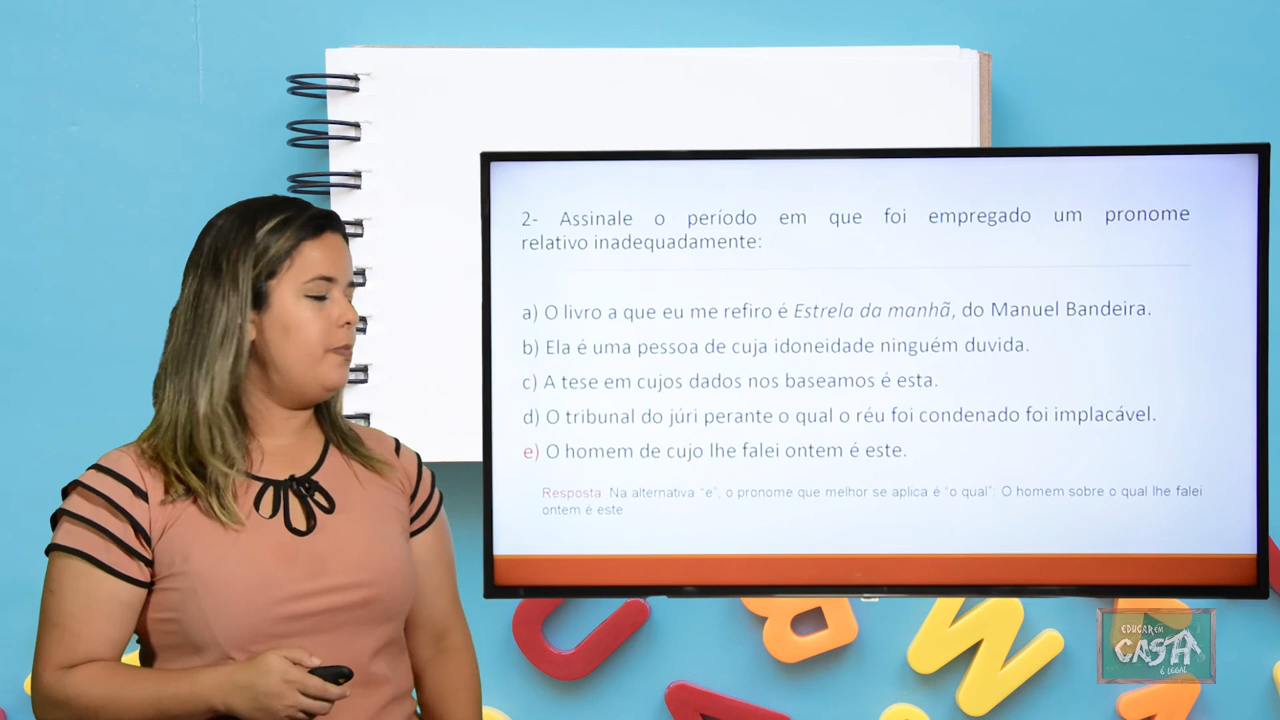 2- Assinale o período em que foi empregado um pronome
relativo inadequadamente:
a) O livro a que eu me refiro é Estrela da manhã, do Manuel Bandeira.
b) Ela é uma pessoa de cuja idoneidade ninguém duvida.
c) A tese em cujos dados nos baseamos é esta.
d) O tribunal do júri perante o qual o réu foi condenado foi implacável.
e) O homem de cujo lhe falei ontem é este.
Resposta: Na alternativa "e", o pronome que melhor se aplica é "o qual": O homem sobre o qual lhe falei
ontem é este
EDUCAR EM
CASA
É LEGAL